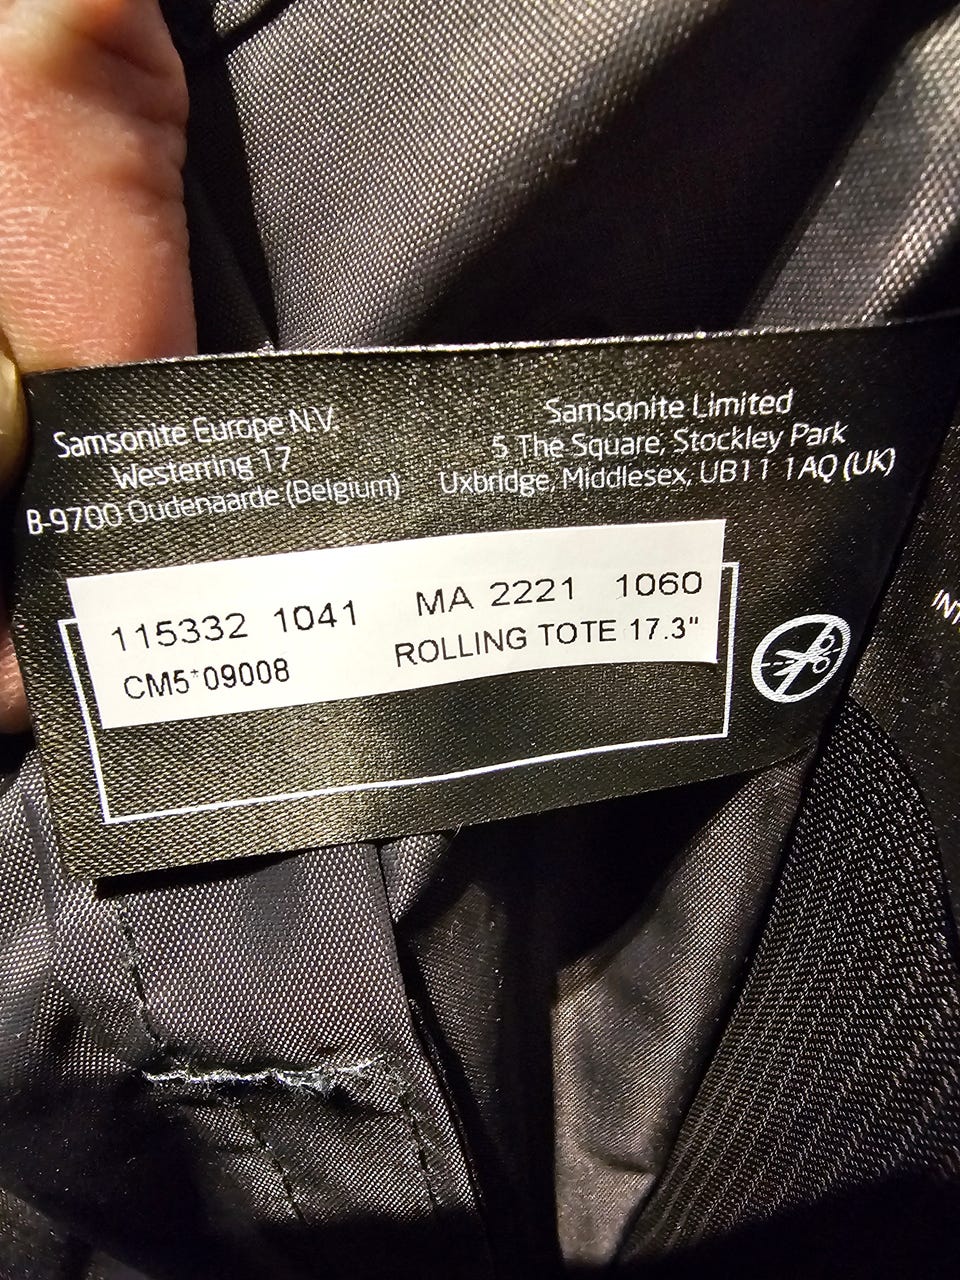 Samsonite Europe N.V.
Westerring 17
B-9700 Oudenaarde (Belgium)
Samsonite Limited
5 The Square, Stockley Park
Uxbridge, Middlesex, UB11 1AQ (UK)
115332 1041 MA 2221 1060
CM5*09008 ROLLING TOTE 17.3"